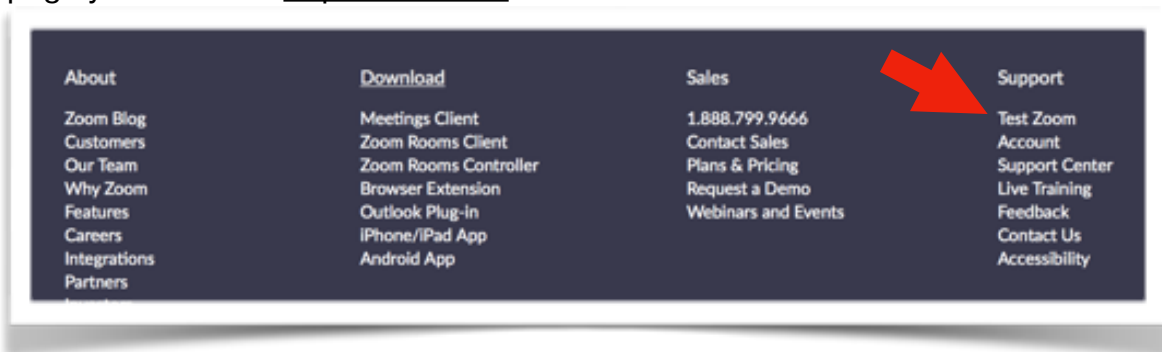 About
Zoom Blog
Customers
Our Team
Why Zoom
Features
Careers
Integrations
Partners
Download
Meetings Client
Zoom Rooms Client
Zoom Rooms Controller
Browser Extension
Outlook Plug-in
iPhone/iPad App
Android App
Sales
1.888.799.9666
Contact Sales
Plans & Pricing
Request a Demo
Webinars and Events
Support
Test Zoom
Account
Support Center
Live Training
Feedback
Contact Us
Accessibility